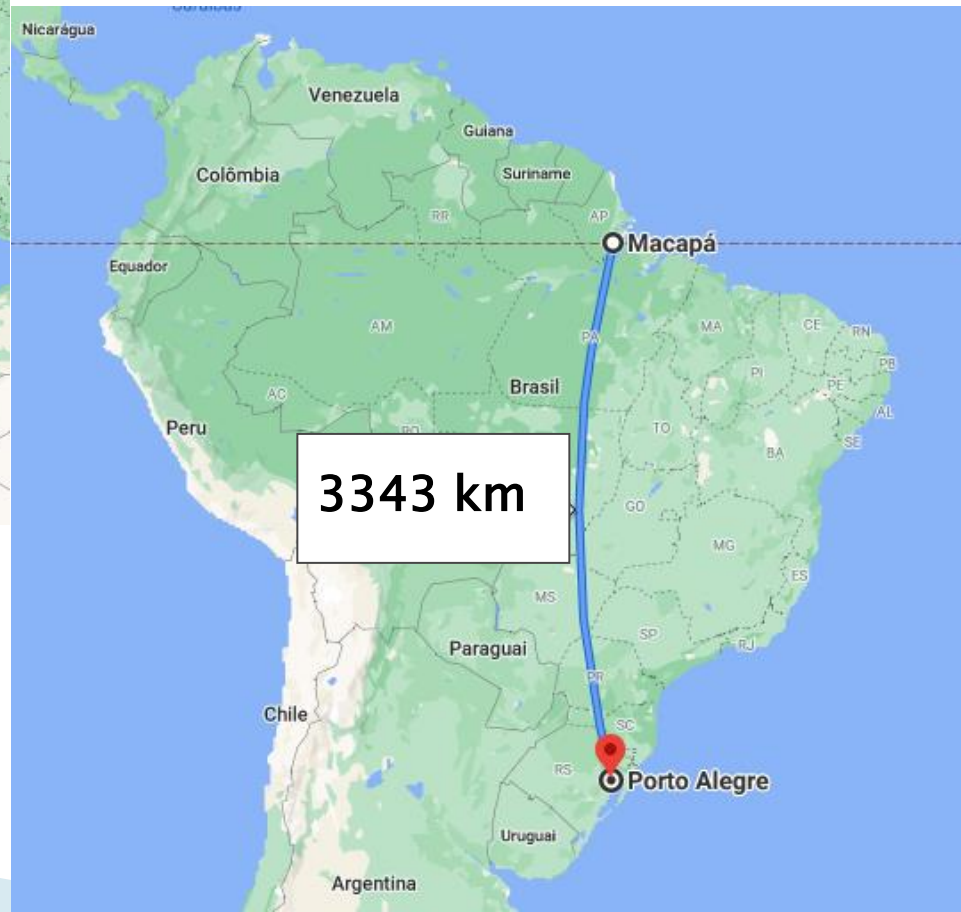 Nicarágua
Venezuela
Guiana
Colômbia
Suriname
RR
AP
Macapá
Equador
AM
PA
MA
CE
RN
PB
PI
PE
AL
AC
Brasil
TO
SE
Peru
RO
BA
3343 km
GO
MG
ES
MS
SP
RJ
Paraguai
PR
Chile
SC
RS
Porto Alegre
Uruguai
Argentina